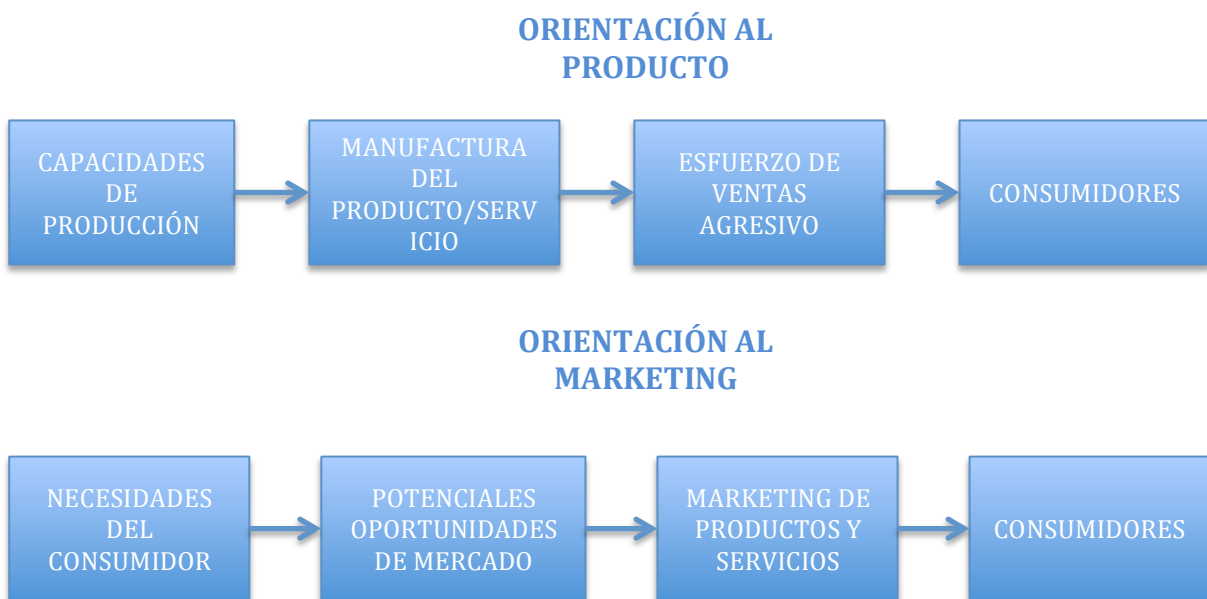 ORIENTACIÓN AL
PRODUCTO
CAPACIDADES
DE
PRODUCCIÓN
MANUFACTURA
DEL
PRODUCTO/SERV
ICIO
ESFUERZO DE
VENTAS
AGRESIVO
CONSUMIDORES
ORIENTACIÓN AL
MARKETING
NECESIDADES
DEL
CONSUMIDOR
POTENCIALES
OPORTUNIDADES
DE MERCADO
MARKETING DE
PRODUCTOS Y
SERVICIOS
CONSUMIDORES